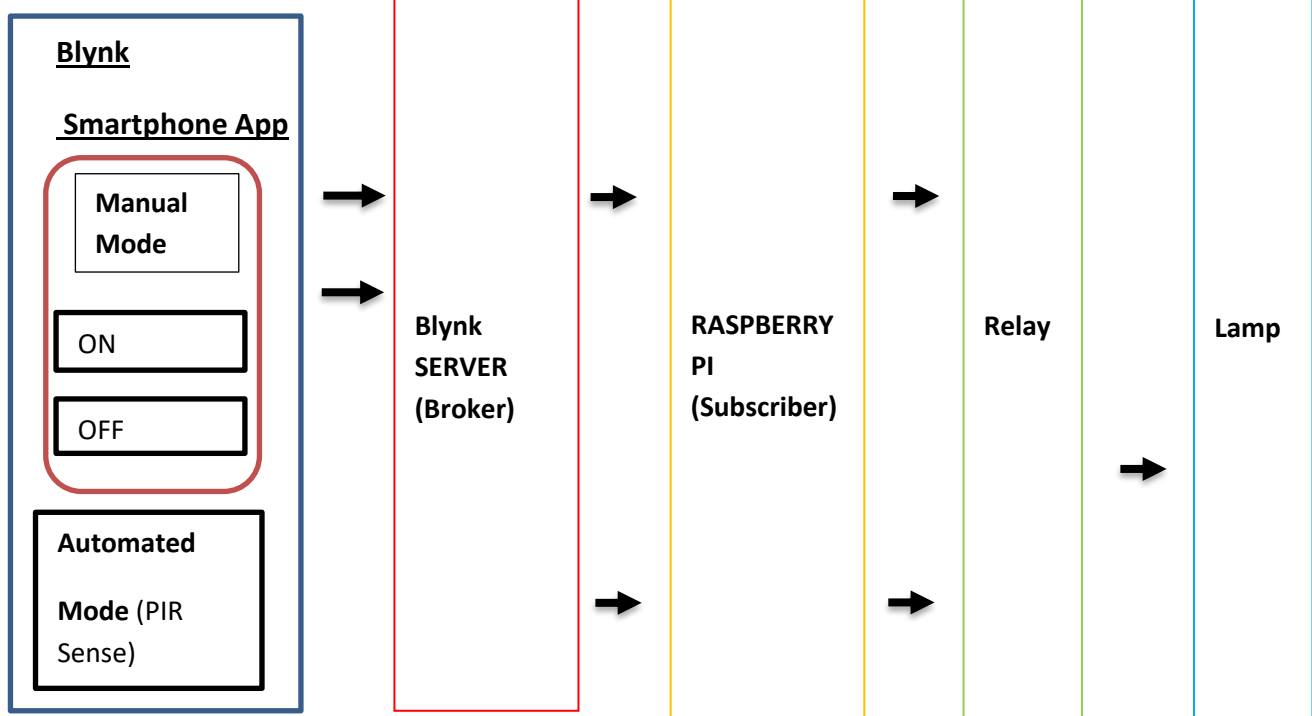 Blynk
Smartphone App
Manual
Mode
ON
OFF
Automated
Mode (PIR
Sense)
Blynk
SERVER
(Broker)
RASPBERRY
PI
(Subscriber)
Relay
Lamp